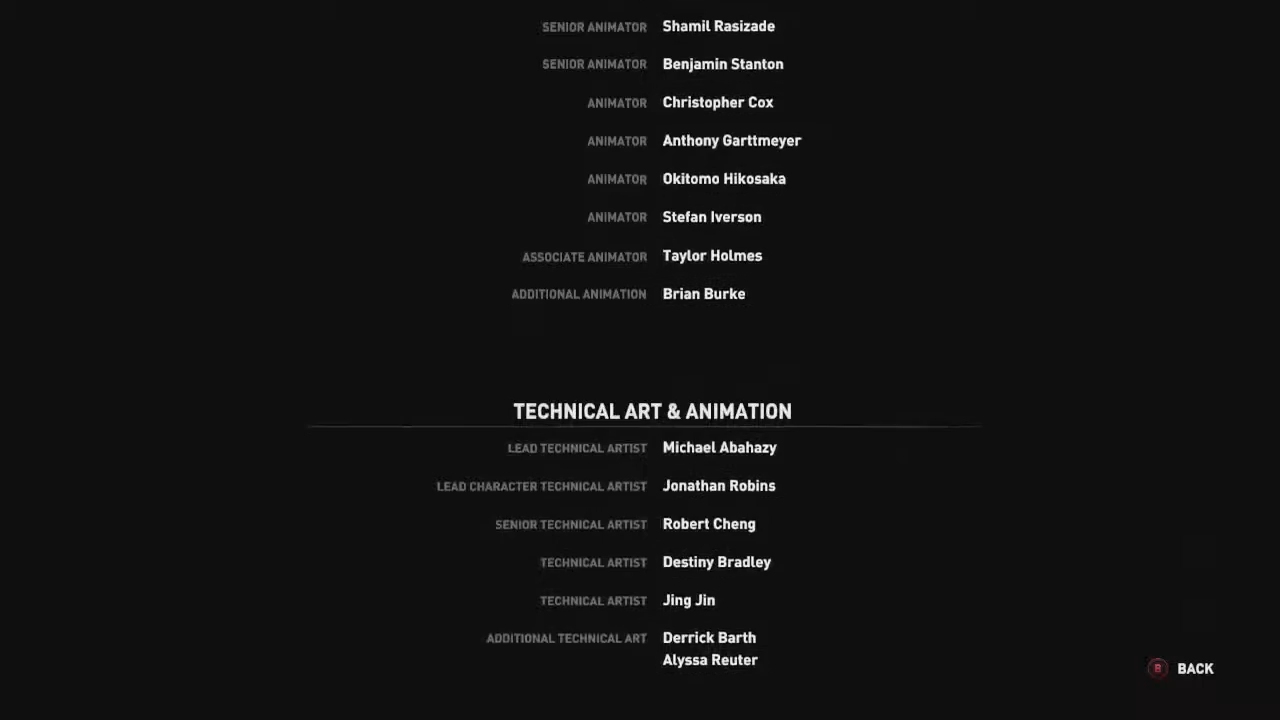 SENIOR ANIMATOR Shamil Rasizade
SENIOR ANIMATOR Benjamin Stanton
ANIMATOR Christopher Cox
ANIMATOR Anthony Garttmeyer
ANIMATOR Okitomo Hikosaka
ANIMATOR Stefan Iverson
ASSOCIATE ANIMATOR Taylor Holmes
ADDITIONAL ANIMATION Brian Burke
TECHNICAL ART & ANIMATION
LEAD TECHNICAL ARTIST Michael Abahazy
LEAD CHARACTER TECHNICAL ARTIST Jonathan Robins
SENIOR TECHNICAL ARTIST Robert Cheng
TECHNICAL ARTIST Destiny Bradley
TECHNICAL ARTIST Jing Jin
ADDITIONAL TECHNICAL ART Derrick Barth
Alyssa Reuter
B BACK